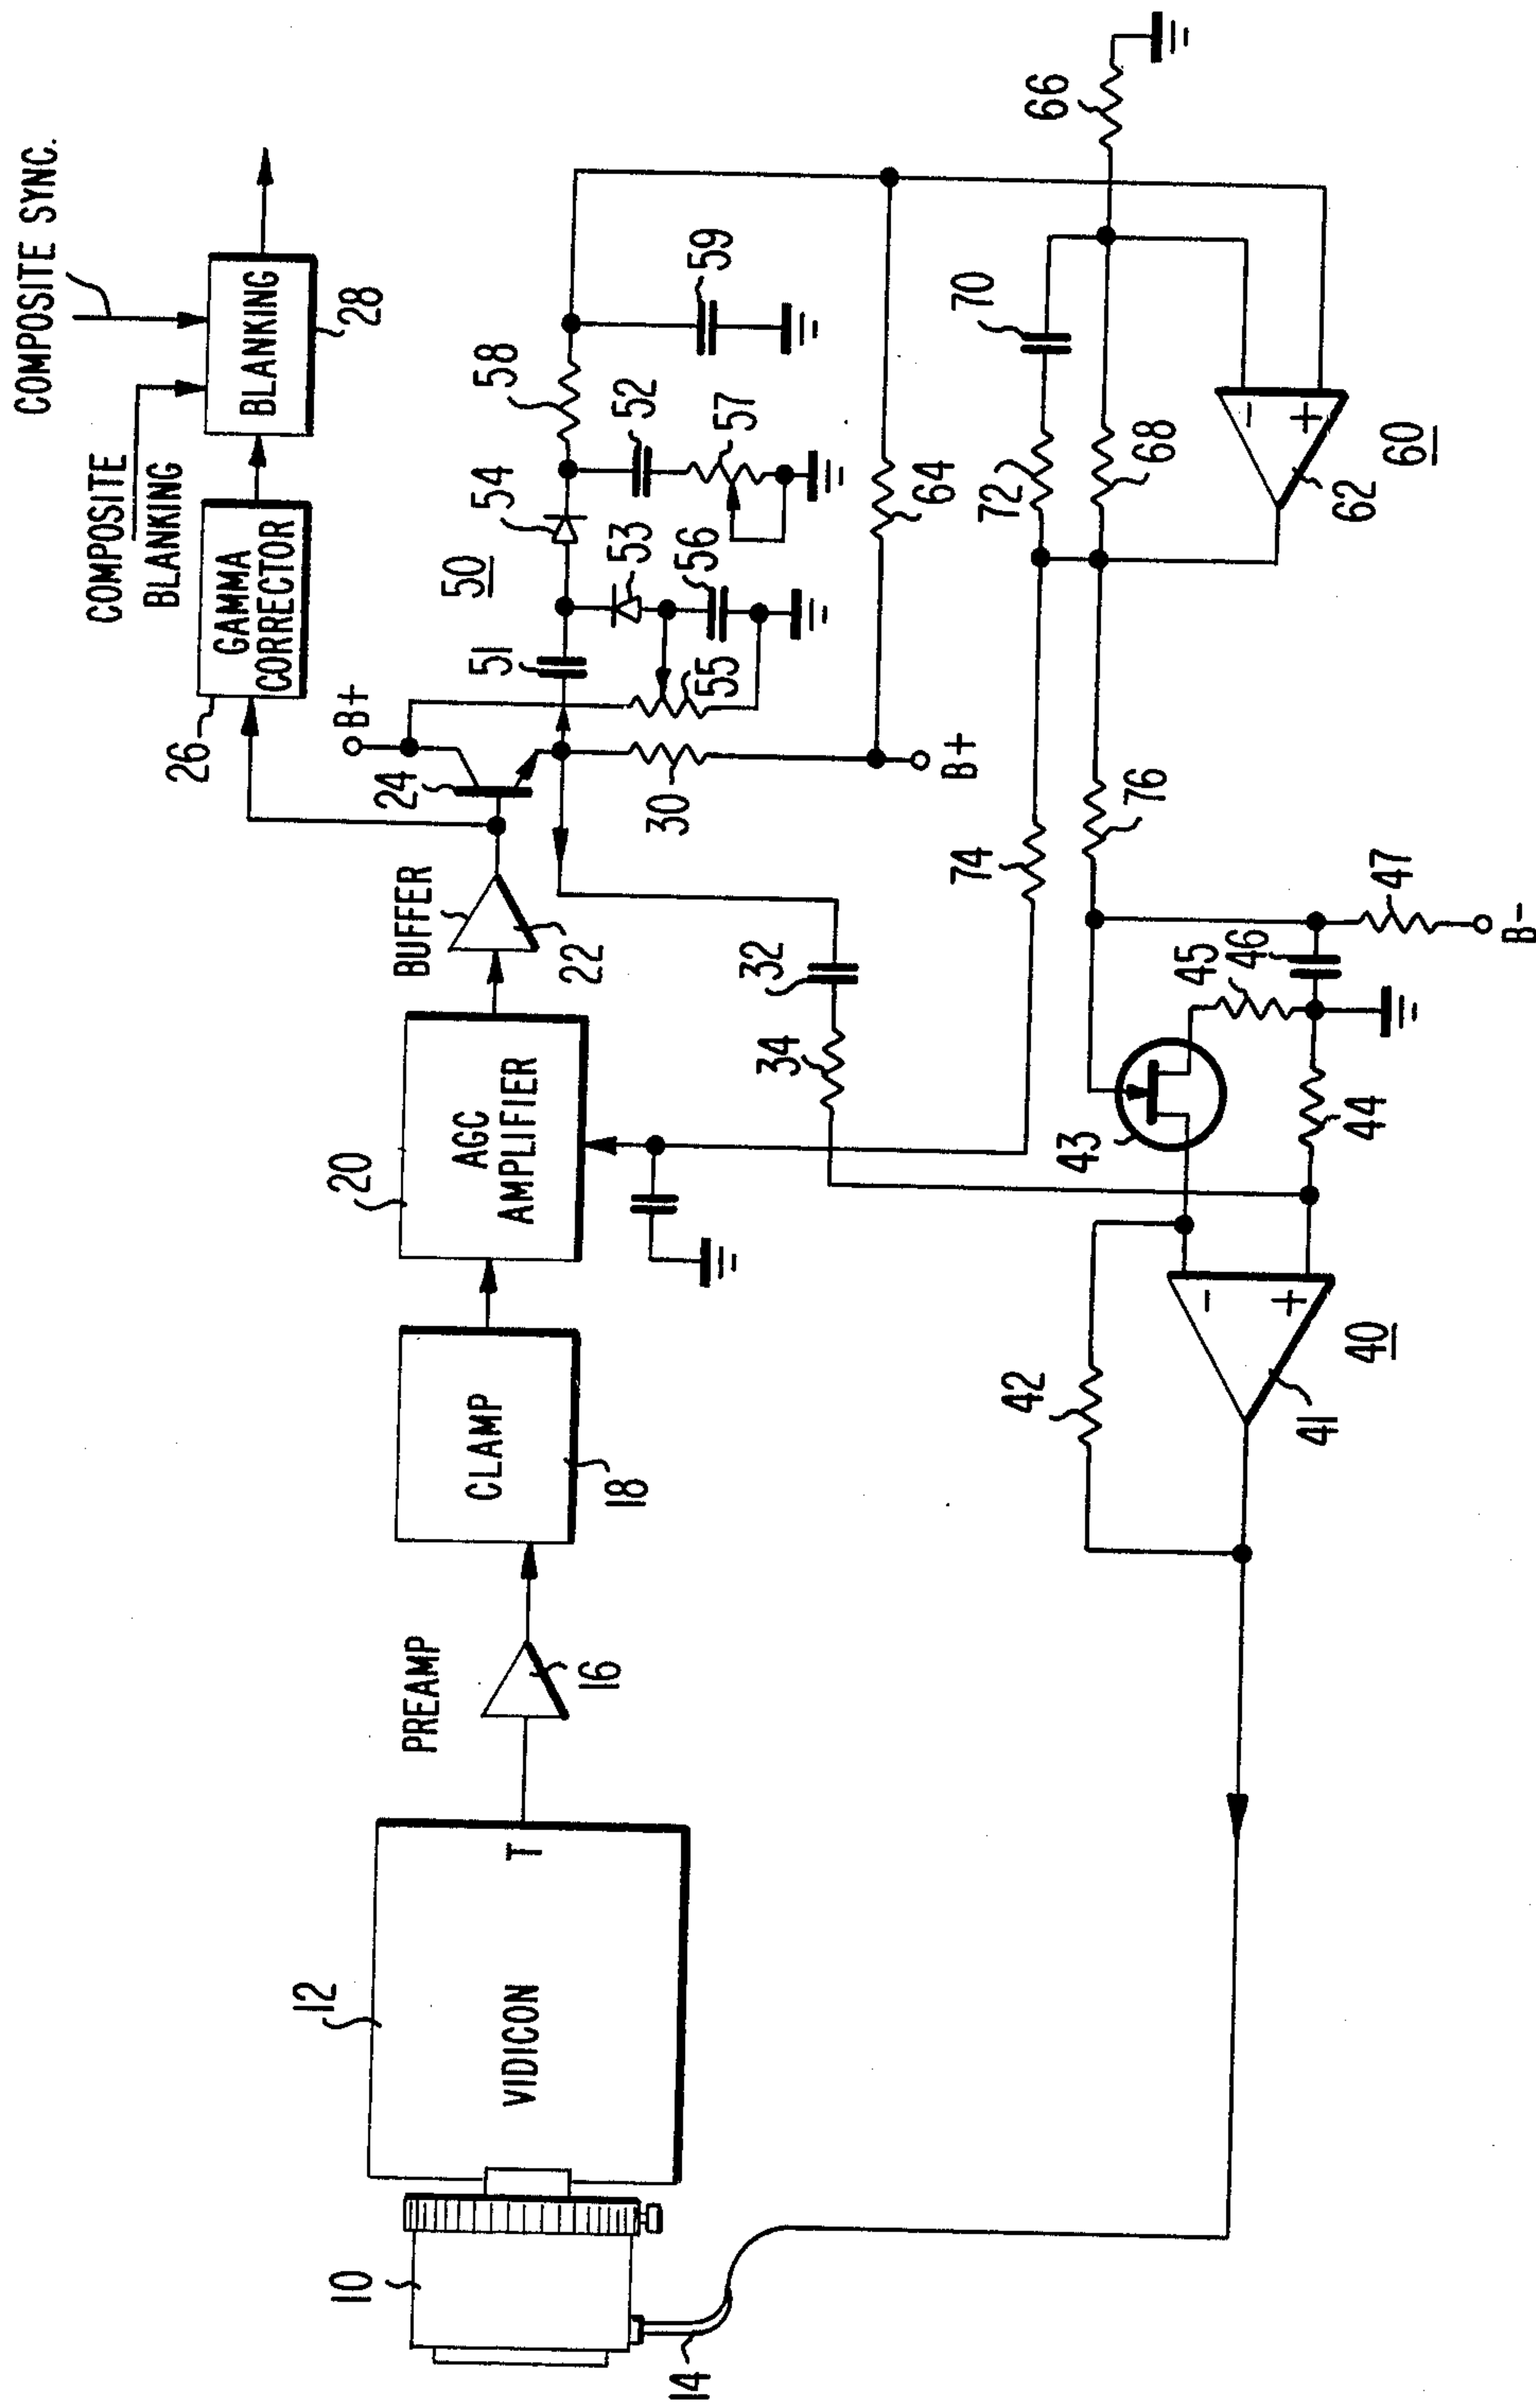 COMPOSITE SYNC.
COMPOSITE
BLANKING
BLANKING
28
GAMMA
CORRECTOR
26
B+
24
BUFFER
22
20
AGC
AMPLIFIER
CLAMP
18
PREAMP
16
12
VIDICON
T
10
14
30
B+
32
34
50
51
52
53
54
55
56
57
58
59
60
62
-
+
64
66
68
70
72
74
76
40
41
-
+
42
43
44
45
46
47
B-